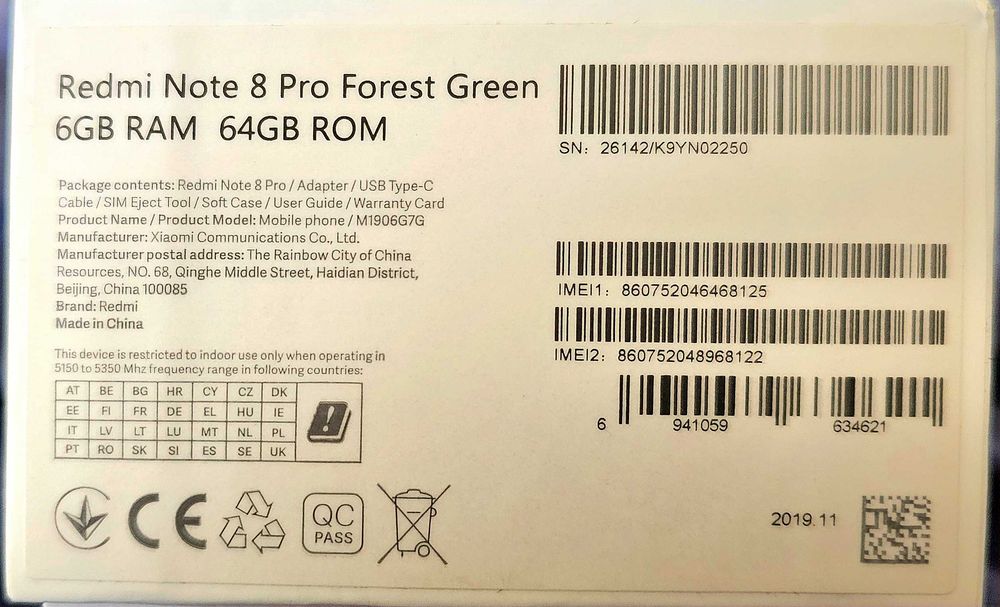 Redmi Note 8 Pro Forest Green
6GB RAM 64GB ROM
SN: 26142/K9YN02250
Package contents: Redmi Note 8 Pro / Adapter / USB Type-C
Cable / SIM Eject Tool / Soft Case / User Guide / Warranty Card
Product Name / Product Model: Mobile phone / M1906G7G
Manufacturer: Xiaomi Communications Co., Ltd.
Manufacturer postal address: The Rainbow City of China
Resources, NO. 68, Qinghe Middle Street, Haidian District,
Beijing, China 100085
Brand: Redmi
Made in China
IMEI1: 860752046468125
IMEI2: 860752048968122
6 941059 634621
This device is restricted to indoor use only when operating in
5150 to 5350 Mhz frequency range in following countries:
AT BE BG HR CY CZ DK
EE FI FR DE EL HU IE
IT LV LT LU MT NL PL
PT RO SK SI ES SE UK
!
CE
QC
PASS
2019.11